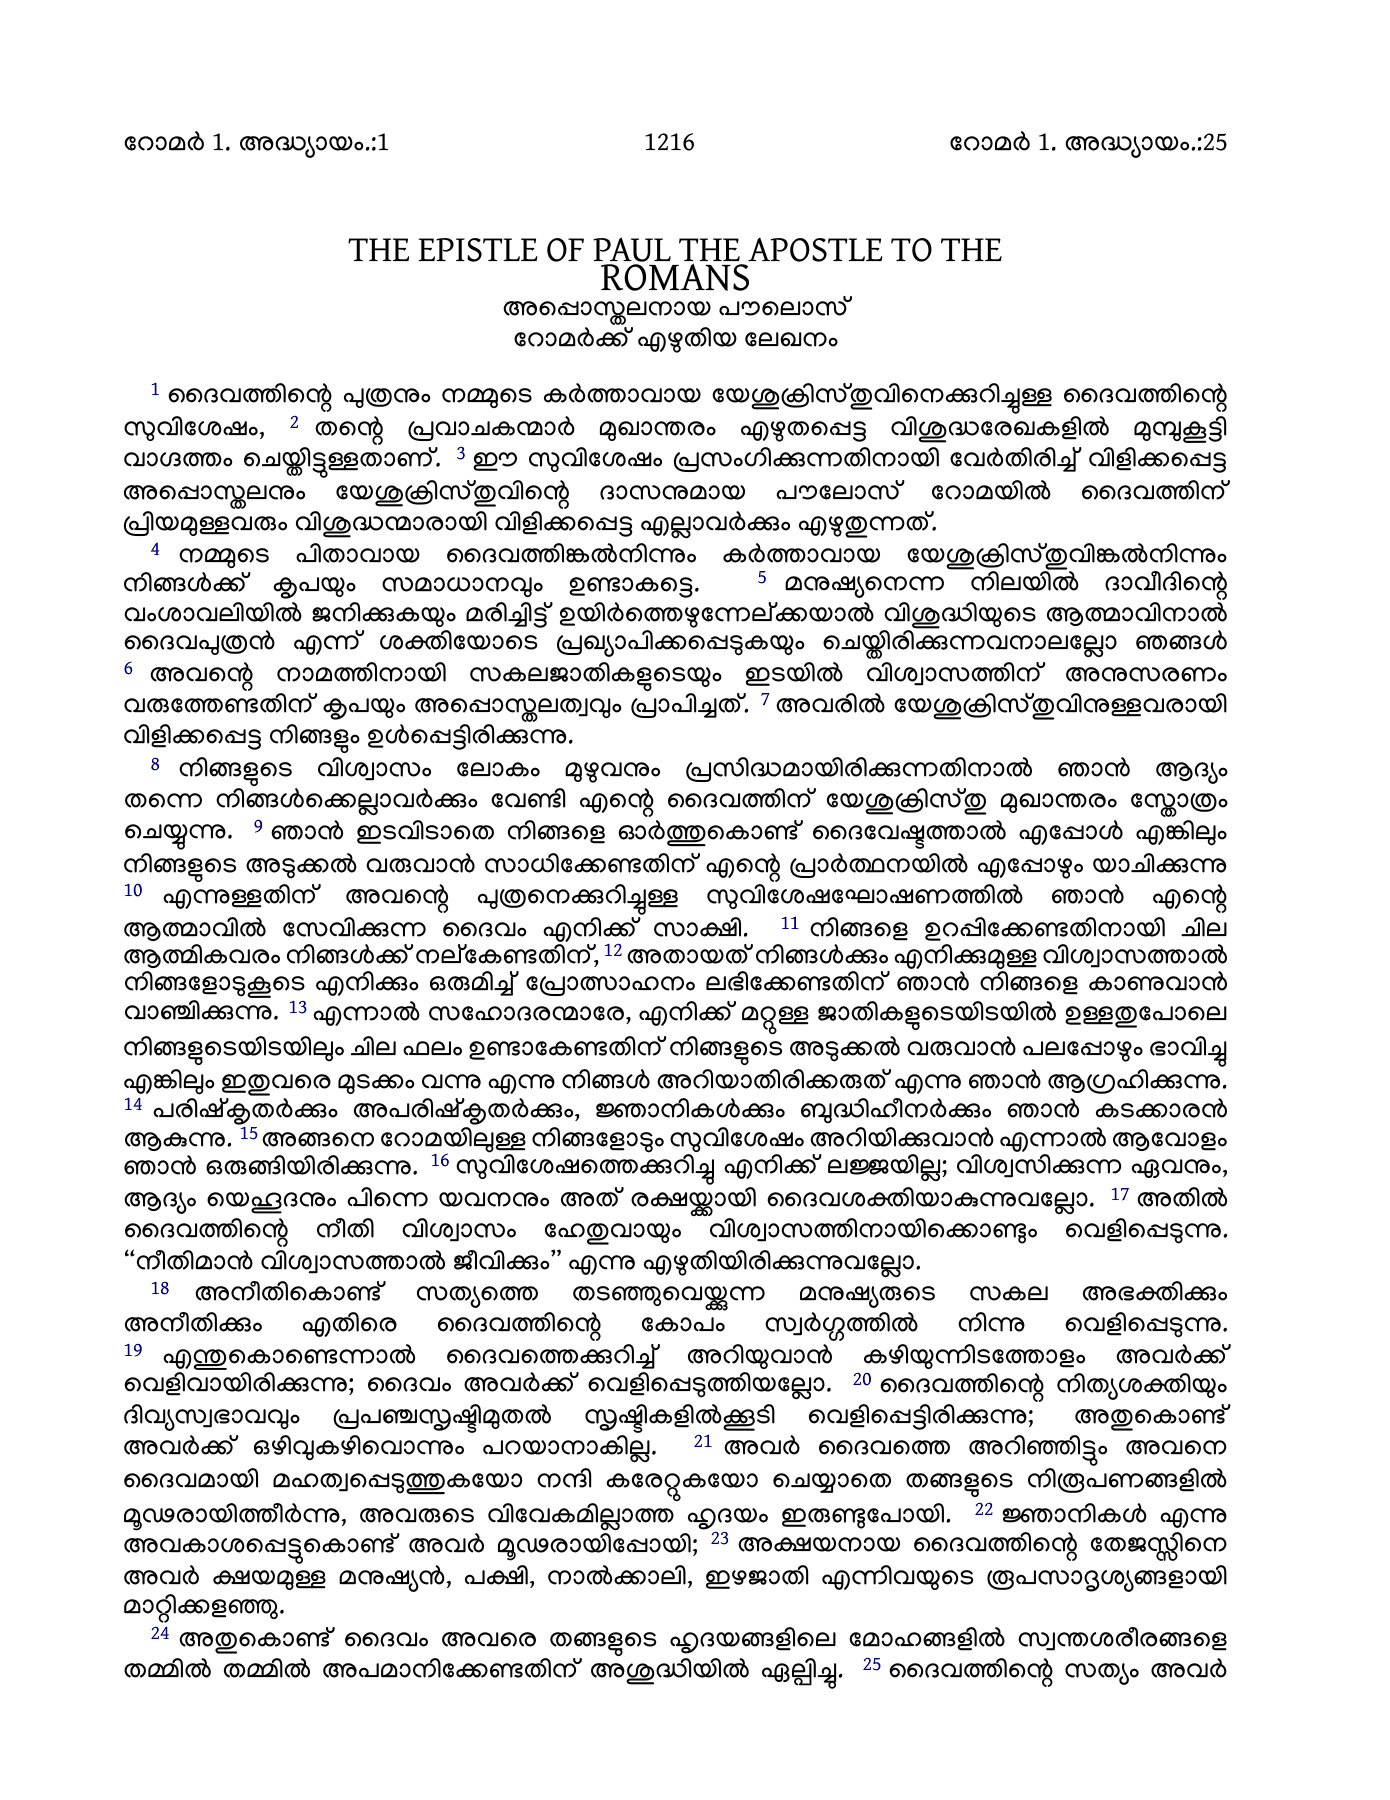 റോമർ 1. അദ്ധ്യായം.:1 1216 റോമർ 1. അദ്ധ്യായം.:25
THE EPISTLE OF PAUL THE APOSTLE TO THE
ROMANS
അപ്പൊസ്തലനായ പൗലൊസ്
റോമർക്ക് എഴുതിയ ലേഖനം
1 ദൈവത്തിന്റെ പുത്രനും നമ്മുടെ കർത്താവായ യേശുക്രിസ്തുവിനെക്കുറിച്ചുള്ള ദൈവത്തിന്റെ
സുവിശേഷം, 2 തന്റെ പ്രവാചകന്മാർ മുഖാന്തരം എഴുതപ്പെട്ട വിശുദ്ധരേഖകളിൽ മുമ്പുകൂട്ടി
വാഗ്ദത്തം ചെയ്തിട്ടുള്ളതാണ്. 3 ഈ സുവിശേഷം പ്രസംഗിക്കുന്നതിനായി വേർതിരിച്ച് വിളിക്കപ്പെട്ട
അപ്പൊസ്തലനും യേശുക്രിസ്തുവിന്റെ ദാസനുമായ പൗലോസ് റോമയിൽ ദൈവത്തിന്
പ്രിയമുള്ളവരും വിശുദ്ധന്മാരായി വിളിക്കപ്പെട്ട എല്ലാവർക്കും എഴുതുന്നത്.
4 നമ്മുടെ പിതാവായ ദൈവത്തിങ്കൽനിന്നും കർത്താവായ യേശുക്രിസ്തുവിങ്കൽനിന്നും
നിങ്ങൾക്ക് കൃപയും സമാധാനവും ഉണ്ടാകട്ടെ. 5 മനുഷ്യനെന്ന നിലയിൽ ദാവീദിന്റെ
വംശാവലിയിൽ ജനിക്കുകയും മരിച്ചിട്ട് ഉയിർത്തെഴുന്നേല്ക്കയാൽ വിശുദ്ധിയുടെ ആത്മാവിനാൽ
ദൈവപുത്രൻ എന്ന് ശക്തിയോടെ പ്രഖ്യാപിക്കപ്പെടുകയും ചെയ്തിരിക്കുന്നവനാലല്ലോ ഞങ്ങൾ
6 അവന്റെ നാമത്തിനായി സകലജാതികളുടെയും ഇടയിൽ വിശ്വാസത്തിന് അനുസരണം
വരുത്തേണ്ടതിന് കൃപയും അപ്പൊസ്തലത്വവും പ്രാപിച്ചത്. 7 അവരിൽ യേശുക്രിസ്തുവിനുള്ളവരായി
വിളിക്കപ്പെട്ട നിങ്ങളും ഉൾപ്പെട്ടിരിക്കുന്നു.
8 നിങ്ങളുടെ വിശ്വാസം ലോകം മുഴുവനും പ്രസിദ്ധമായിരിക്കുന്നതിനാൽ ഞാൻ ആദ്യം
തന്നെ നിങ്ങൾക്കെല്ലാവർക്കും വേണ്ടി എന്റെ ദൈവത്തിന് യേശുക്രിസ്തു മുഖാന്തരം സ്തോത്രം
ചെയ്യുന്നു. 9 ഞാൻ ഇടവിടാതെ നിങ്ങളെ ഓർത്തുകൊണ്ട് ദൈവേഷ്ടത്താൽ എപ്പോൾ എങ്കിലും
നിങ്ങളുടെ അടുക്കൽ വരുവാൻ സാധിക്കേണ്ടതിന് എന്റെ പ്രാർത്ഥനയിൽ എപ്പോഴും യാചിക്കുന്നു
10 എന്നുള്ളതിന് അവന്റെ പുത്രനെക്കുറിച്ചുള്ള സുവിശേഷഘോഷണത്തിൽ ഞാൻ എന്റെ
ആത്മാവിൽ സേവിക്കുന്ന ദൈവം എനിക്ക് സാക്ഷി. 11 നിങ്ങളെ ഉറപ്പിക്കേണ്ടതിനായി ചില
ആത്മികവരം നിങ്ങൾക്ക് നല്കേണ്ടതിന്, 12 അതായത് നിങ്ങൾക്കും എനിക്കുമുള്ള വിശ്വാസത്താൽ
നിങ്ങളോടുകൂടെ എനിക്കും ഒരുമിച്ച് പ്രോത്സാഹനം ലഭിക്കേണ്ടതിന് ഞാൻ നിങ്ങളെ കാണുവാൻ
വാഞ്ചിക്കുന്നു. 13 എന്നാൽ സഹോദരന്മാരേ, എനിക്ക് മറ്റുള്ള ജാതികളുടെയിടയിൽ ഉള്ളതുപോലെ
നിങ്ങളുടെയിടയിലും ചില ഫലം ഉണ്ടാകേണ്ടതിന് നിങ്ങളുടെ അടുക്കൽ വരുവാൻ പലപ്പോഴും ഭാവിച്ചു
എങ്കിലും ഇതുവരെ മുടക്കം വന്നു എന്നു നിങ്ങൾ അറിയാതിരിക്കരുത് എന്നു ഞാൻ ആഗ്രഹിക്കുന്നു.
14 പരിഷ്കൃതർക്കും അപരിഷ്കൃതർക്കും, ജ്ഞാനികൾക്കും ബുദ്ധിഹീനർക്കും ഞാൻ കടക്കാരൻ
ആകുന്നു. 15 അങ്ങനെ റോമയിലുള്ള നിങ്ങളോടും സുവിശേഷം അറിയിക്കുവാൻ എന്നാൽ ആവോളം
ഞാൻ ഒരുങ്ങിയിരിക്കുന്നു. 16 സുവിശേഷത്തെക്കുറിച്ചു എനിക്ക് ലജ്ജയില്ല; വിശ്വസിക്കുന്ന ഏവനും,
ആദ്യം യെഹൂദനും പിന്നെ യവനനും അത് രക്ഷയ്ക്കായി ദൈവശക്തിയാകുന്നുവല്ലോ. 17 അതിൽ
ദൈവത്തിന്റെ നീതി വിശ്വാസം ഹേതുവായും വിശ്വാസത്തിനായിക്കൊണ്ടും വെളിപ്പെടുന്നു.
“നീതിമാൻ വിശ്വാസത്താൽ ജീവിക്കും” എന്നു എഴുതിയിരിക്കുന്നുവല്ലോ.
18 അനീതികൊണ്ട് സത്യത്തെ തടഞ്ഞുവെയ്ക്കുന്ന മനുഷ്യരുടെ സകല അഭക്തിക്കും
അനീതിക്കും എതിരെ ദൈവത്തിന്റെ കോപം സ്വർഗ്ഗത്തിൽ നിന്നു വെളിപ്പെടുന്നു.
19 എന്തുകൊണ്ടെന്നാൽ ദൈവത്തെക്കുറിച്ച് അറിയുവാൻ കഴിയുന്നിടത്തോളം അവർക്ക്
വെളിവായിരിക്കുന്നു; ദൈവം അവർക്ക് വെളിപ്പെടുത്തിയല്ലോ. 20 ദൈവത്തിന്റെ നിത്യശക്തിയും
ദിവ്യസ്വഭാവവും പ്രപഞ്ചസൃഷ്ടിമുതൽ സൃഷ്ടികളിൽക്കൂടി വെളിപ്പെട്ടിരിക്കുന്നു; അതുകൊണ്ട്
അവർക്ക് ഒഴിവുകഴിവൊന്നും പറയാനാകില്ല. 21 അവർ ദൈവത്തെ അറിഞ്ഞിട്ടും അവനെ
ദൈവമായി മഹത്വപ്പെടുത്തുകയോ നന്ദി കരേറ്റുകയോ ചെയ്യാതെ തങ്ങളുടെ നിരൂപണങ്ങളിൽ
മൂഢരായിത്തീർന്നു, അവരുടെ വിവേകമില്ലാത്ത ഹൃദയം ഇരുണ്ടുപോയി. 22 ജ്ഞാനികൾ എന്നു
അവകാശപ്പെട്ടുകൊണ്ട് അവർ മൂഢരായിപ്പോയി; 23 അക്ഷയനായ ദൈവത്തിന്റെ തേജസ്സിനെ
അവർ ക്ഷയമുള്ള മനുഷ്യൻ, പക്ഷി, നാൽക്കാലി, ഇഴജാതി എന്നിവയുടെ രൂപസാദൃശ്യങ്ങളായി
മാറ്റിക്കളഞ്ഞു.
24 അതുകൊണ്ട് ദൈവം അവരെ തങ്ങളുടെ ഹൃദയങ്ങളിലെ മോഹങ്ങളിൽ സ്വന്തശരീരങ്ങളെ
തമ്മിൽ തമ്മിൽ അപമാനിക്കേണ്ടതിന് അശുദ്ധിയിൽ ഏല്പിച്ചു. 25 ദൈവത്തിന്റെ സത്യം അവർ